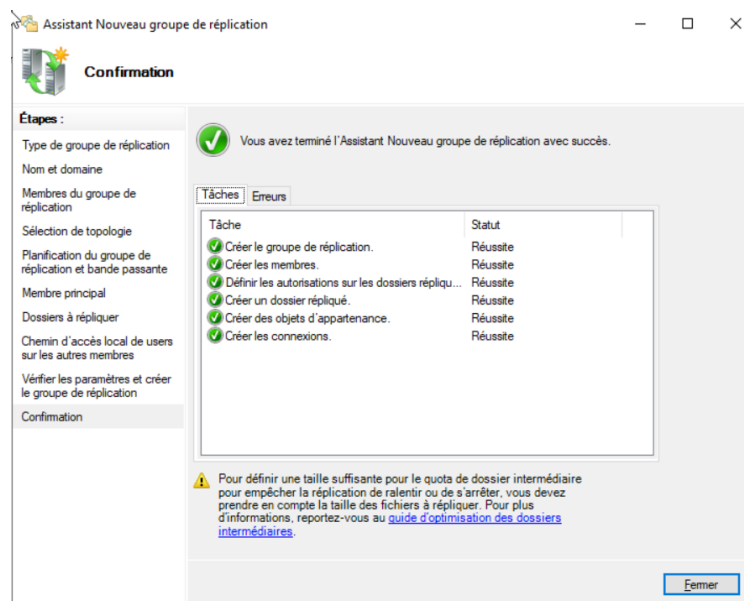 Assistant Nouveau groupe de réplication
Confirmation
Étapes :
Type de groupe de réplication
Nom et domaine
Membres du groupe de
réplication
Sélection de topologie
Planification du groupe de
réplication et bande passante
Membre principal
Dossiers à répliquer
Chemin d'accès local de users
sur les autres membres
Vérifier les paramètres et créer
le groupe de réplication
Confirmation
Vous avez terminé l'Assistant Nouveau groupe de réplication avec succès.
Tâches Erreurs
Tâche Statut
Créer le groupe de réplication. Réussite
Créer les membres. Réussite
Définir les autorisations sur les dossiers répliqu... Réussite
Créer un dossier répliqué. Réussite
Créer des objets d'appartenance. Réussite
Créer les connexions. Réussite
Pour définir une taille suffisante pour le quota de dossier intermédiaire
pour empêcher la réplication de ralentir ou de s'arrêter, vous devez
prendre en compte la taille des fichiers à répliquer. Pour plus
d'informations, reportez-vous au guide d'optimisation des dossiers
intermédiaires.
Fermer